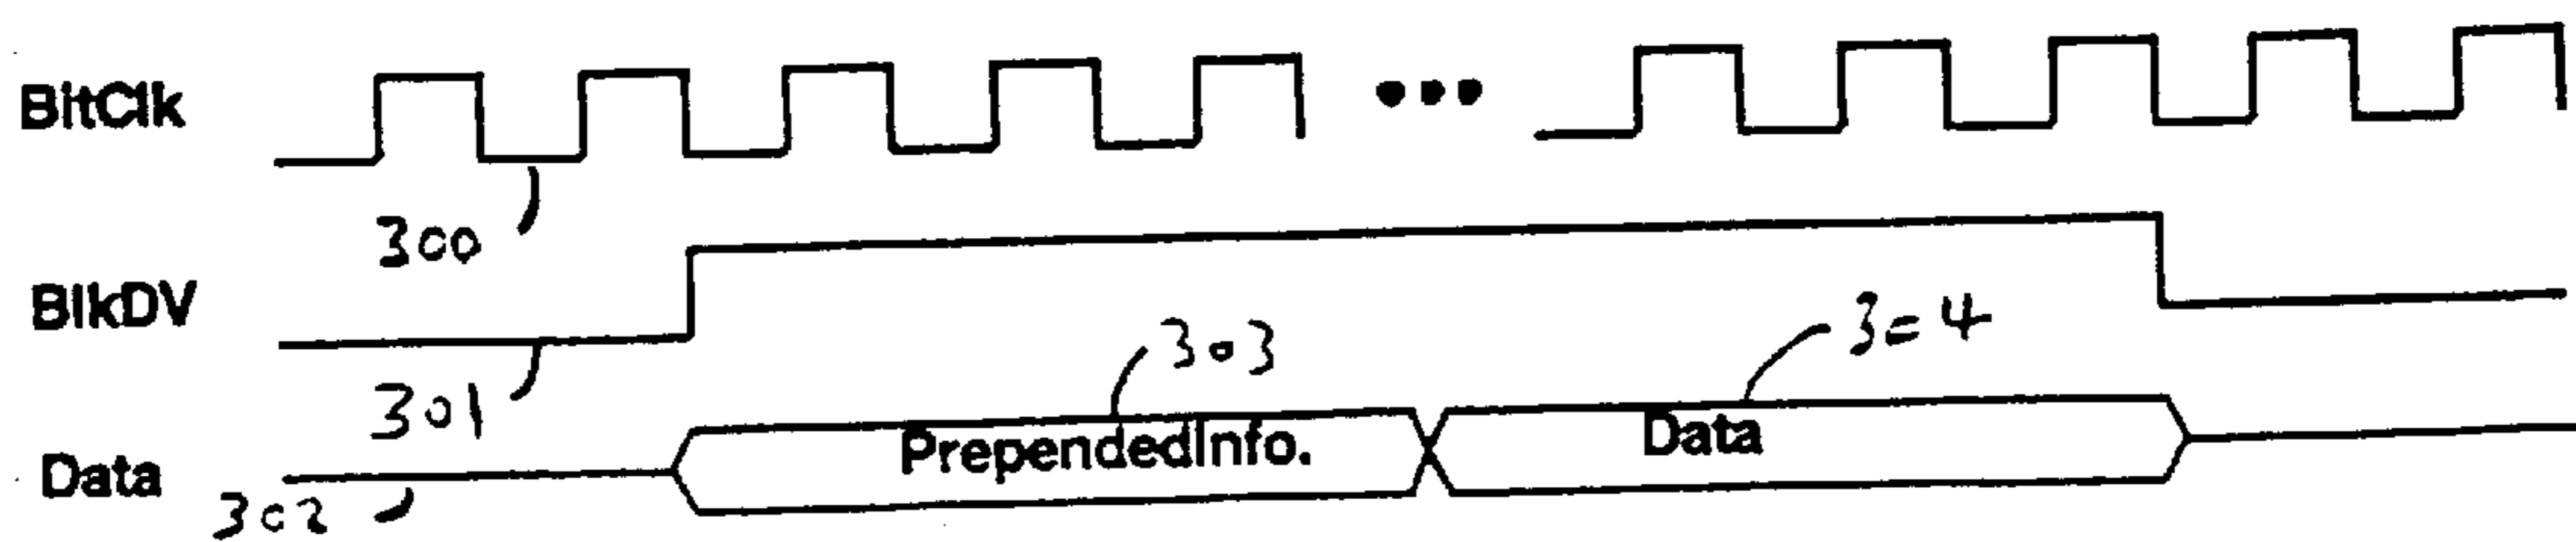 BitClk
300
BlkDV
303
304
301
PrependedInfo.
Data
Data
302